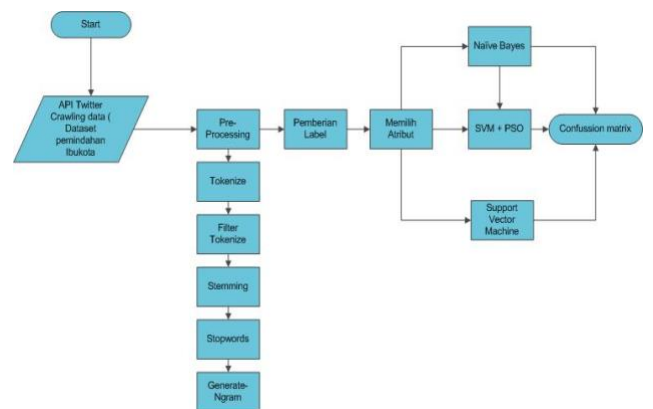 Start
API Twitter
Crawling data (
Dataset
pemindahan
Ibukota
Pre-
Processing
Pemberian
Label
Memilih
Atribut
Naïve Bayes
SVM + PSO
Confussion matrix
Support
Vector
Machine
Tokenize
Filter
Tokenize
Stemming
Stopwords
Generate-
Ngram